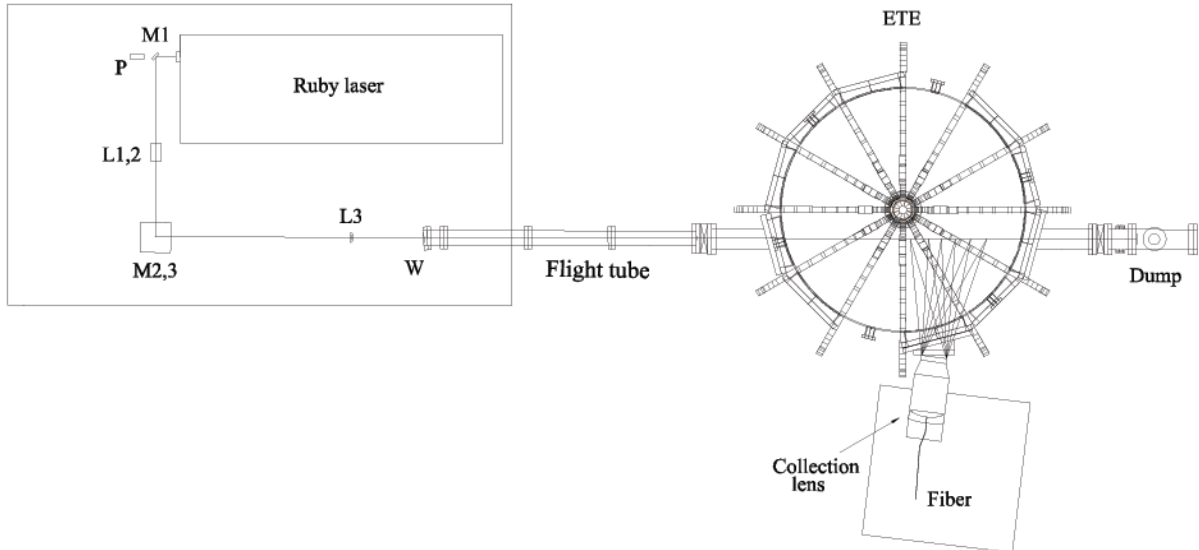 ETE
M1
P
Ruby laser
L1,2
L3
M2,3
W
Flight tube
Dump
Collection
lens
Fiber